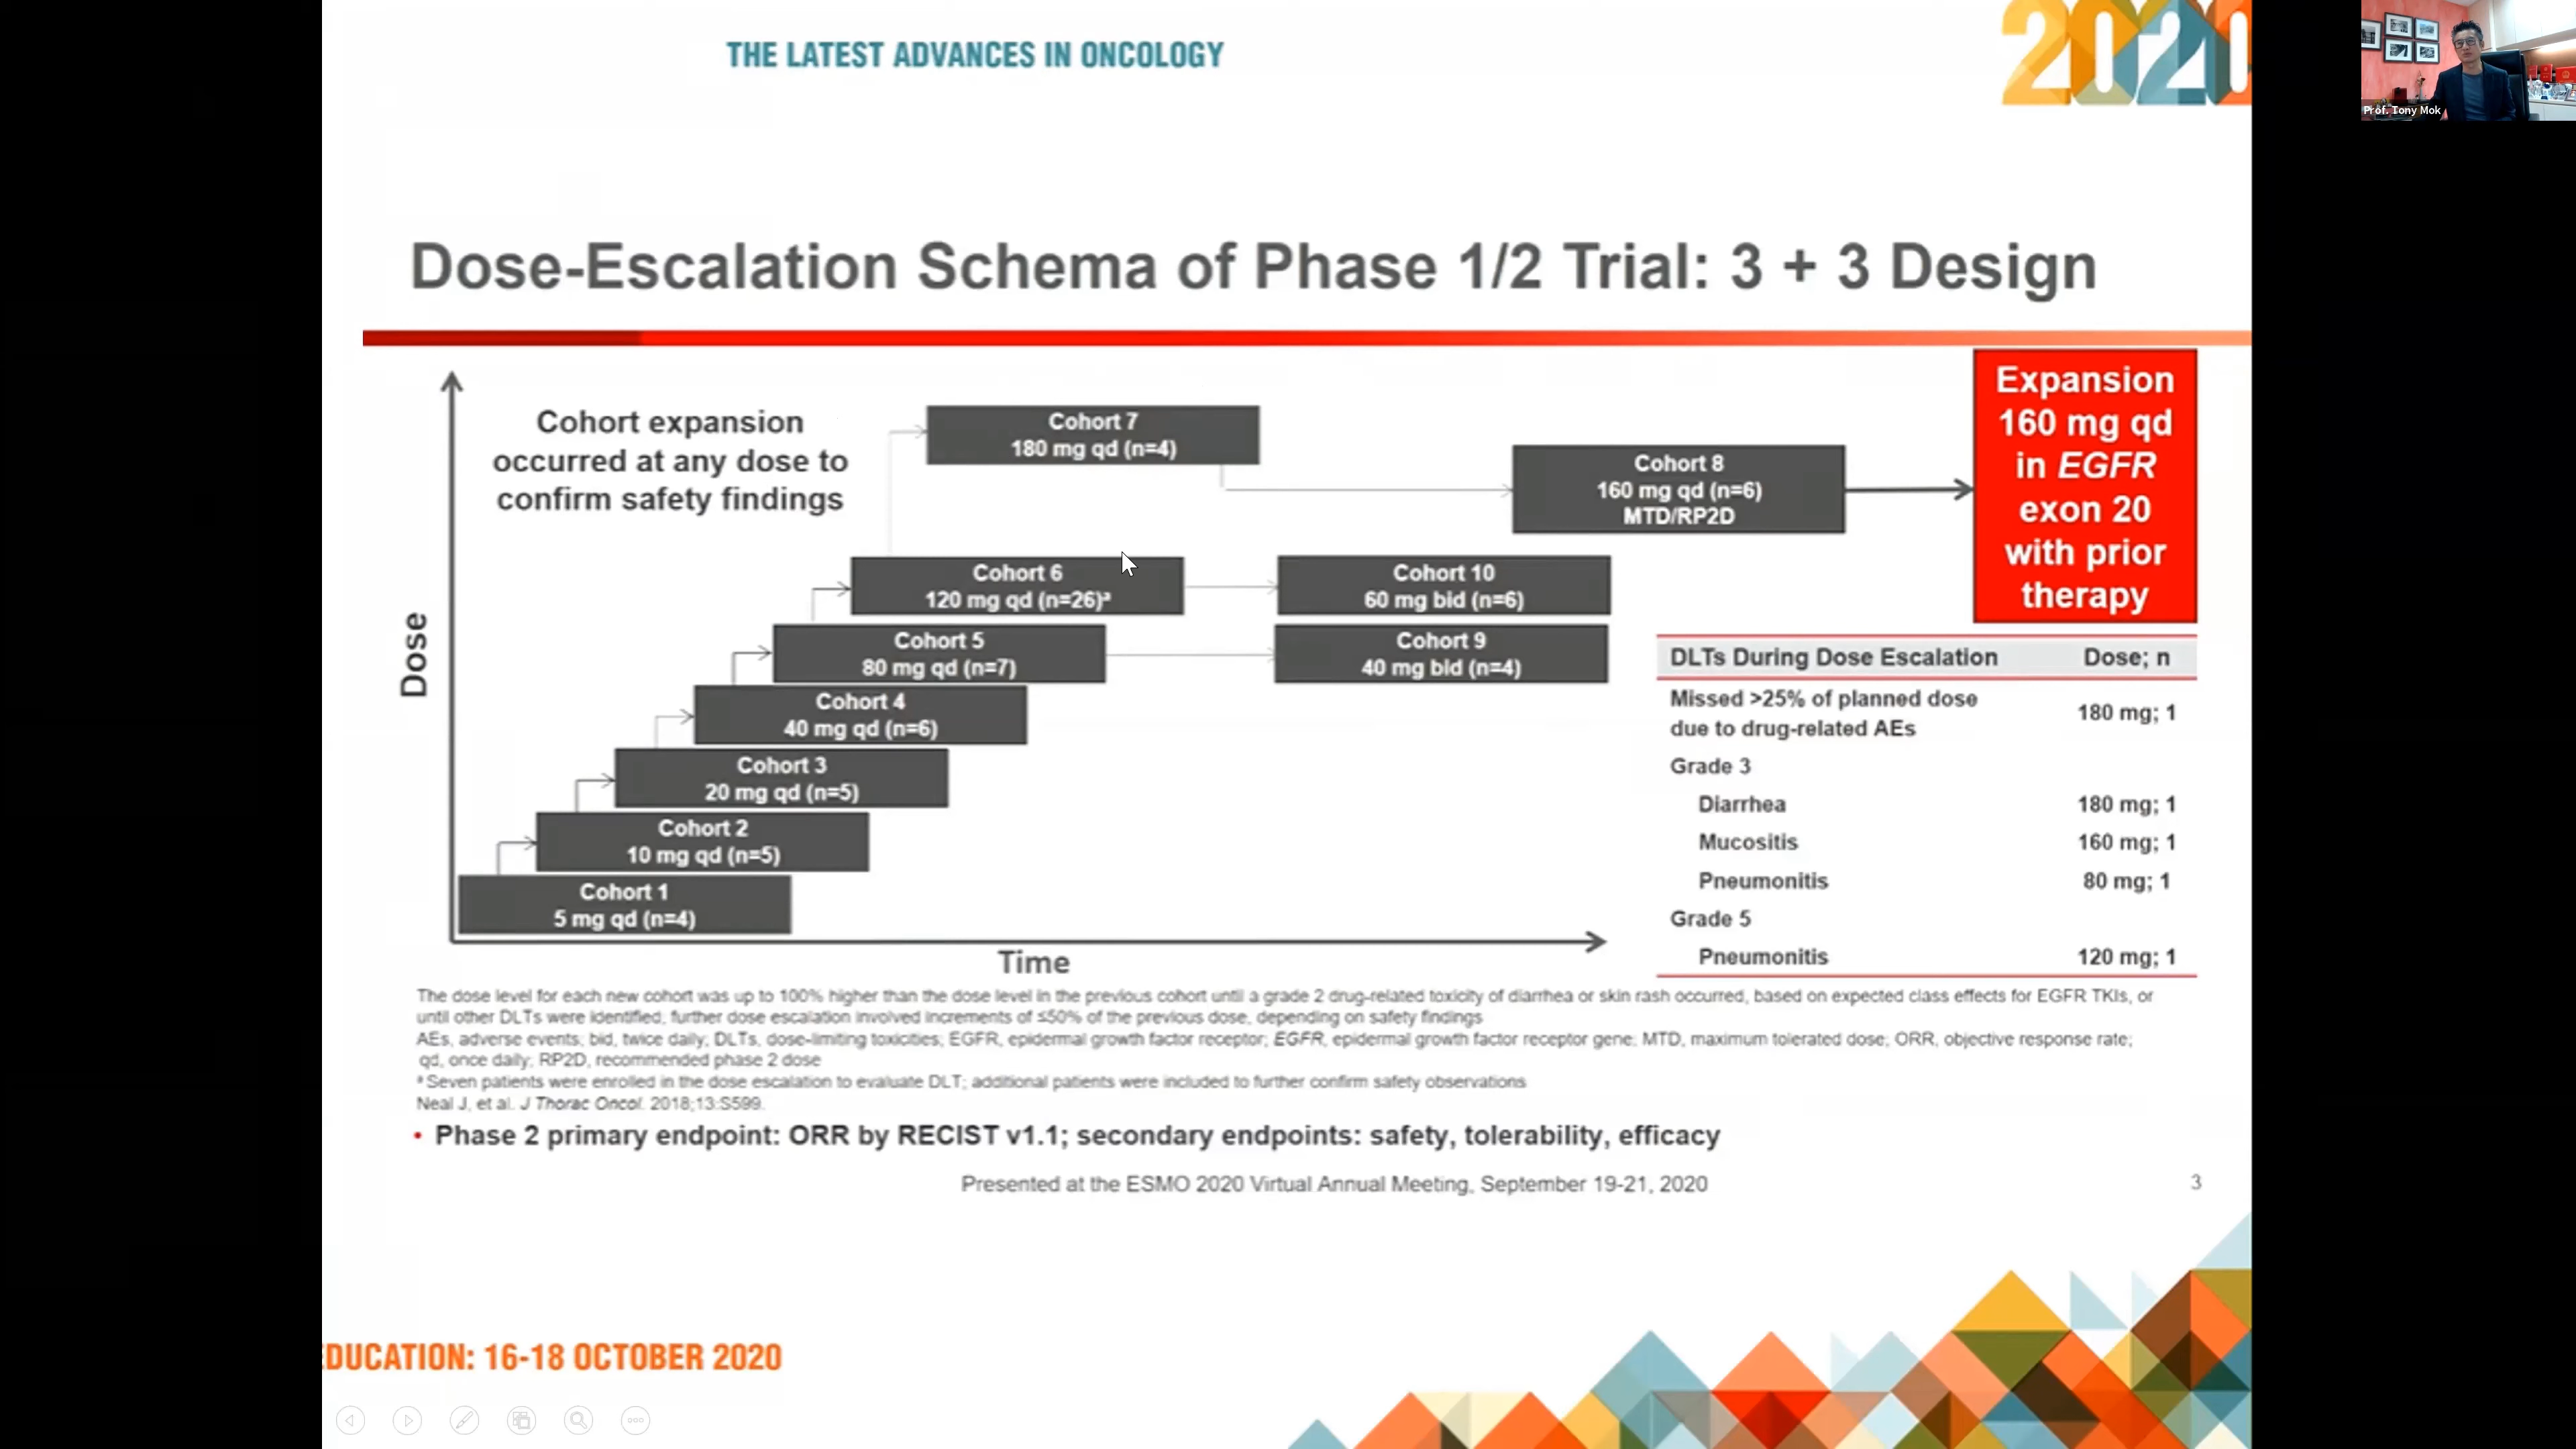 THE LATEST ADVANCES IN ONCOLOGY
2020
Prof. Tony Mok
Dose-Escalation Schema of Phase 1/2 Trial: 3 + 3 Design
Cohort expansion
occurred at any dose to
confirm safety findings
Cohort 7
180 mg qd (n=4)
Cohort 8
160 mg qd (n=6)
MTD/RP2D
Expansion
160 mg qd
in EGFR
exon 20
with prior
therapy
Cohort 6
120 mg qd (n=26)ᵃ
Cohort 10
60 mg bid (n=6)
Cohort 5
80 mg qd (n=7)
Cohort 9
40 mg bid (n=4)
Cohort 4
40 mg qd (n=6)
Cohort 3
20 mg qd (n=5)
Cohort 2
10 mg qd (n=5)
Cohort 1
5 mg qd (n=4)
Dose
Time
DLTs During Dose Escalation Dose; n
Missed >25% of planned dose
due to drug-related AEs 180 mg; 1
Grade 3
Diarrhea 180 mg; 1
Mucositis 160 mg; 1
Pneumonitis 80 mg; 1
Grade 5
Pneumonitis 120 mg; 1
The dose level for each new cohort was up to 100% higher than the dose level in the previous cohort until a grade 2 drug-related toxicity of diarrhea or skin rash occurred, based on expected class effects for EGFR TKIs, or
until other DLTs were identified; further dose escalation involved increments of ≤50% of the previous dose, depending on safety findings
AEs, adverse events; bid, twice daily; DLTs, dose-limiting toxicities; EGFR, epidermal growth factor receptor; EGFR, epidermal growth factor receptor gene; MTD, maximum tolerated dose; ORR, objective response rate;
qd, once daily; RP2D, recommended phase 2 dose
ᵃ Seven patients were enrolled in the dose escalation to evaluate DLT; additional patients were included to further confirm safety observations
Neal J, et al. J Thorac Oncol. 2018;13:S599.
• Phase 2 primary endpoint: ORR by RECIST v1.1; secondary endpoints: safety, tolerability, efficacy
Presented at the ESMO 2020 Virtual Annual Meeting, September 19-21, 2020
3
EDUCATION: 16-18 OCTOBER 2020